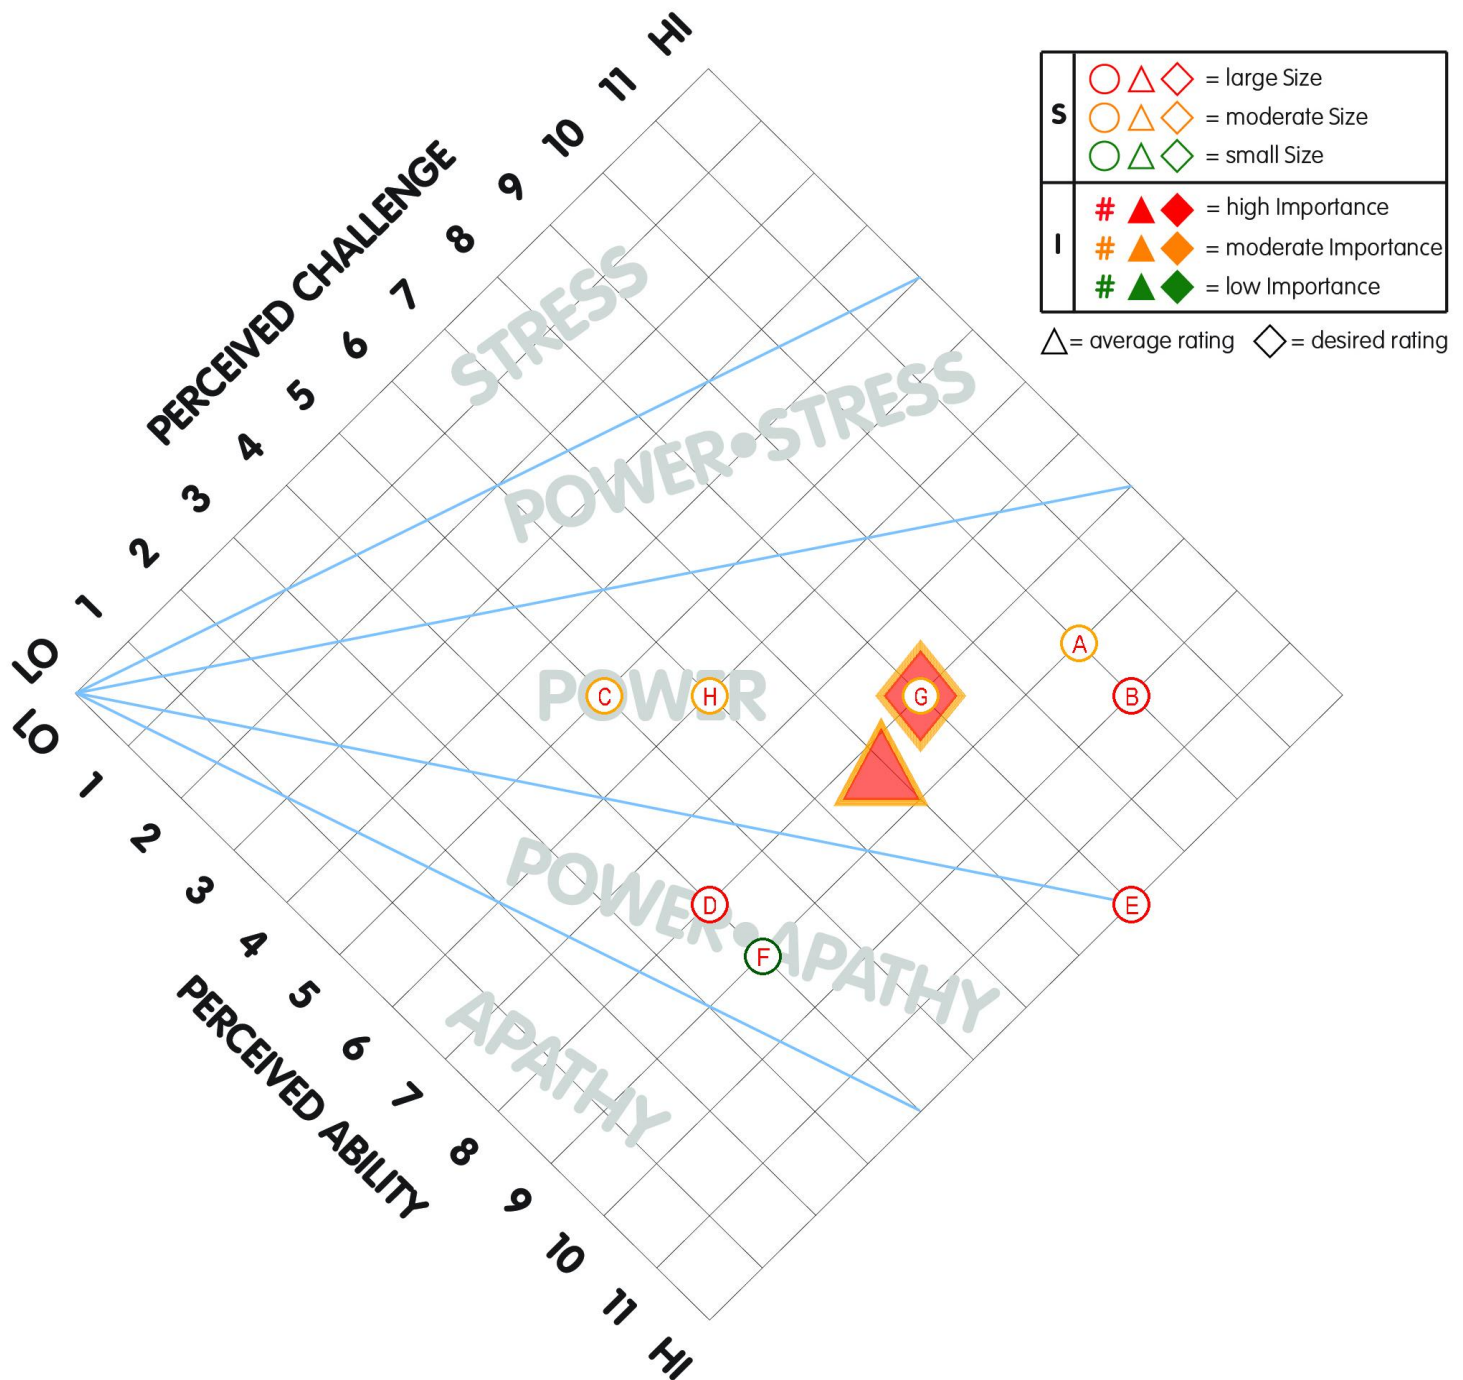 HI
11
10
9
8
7
6
5
4
3
2
1
LO
PERCEIVED CHALLENGE
LO
1
2
3
4
5
6
7
8
9
10
11
HI
PERCEIVED ABILITY
STRESS
POWER•STRESS
POWER
POWER•APATHY
APATHY
A
B
C
H
G
D
E
F
S
= large Size
= moderate Size
= small Size
I
# = high Importance
# = moderate Importance
# = low Importance
= average rating = desired rating